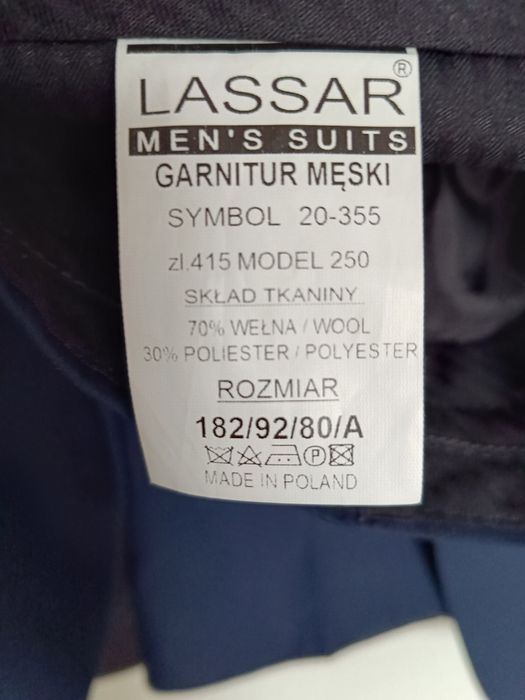 LASSAR®
MEN'S SUITS
GARNITUR MĘSKI
SYMBOL 20-355
zl.415 MODEL 250
SKŁAD TKANINY
70% WEŁNA / WOOL
30% POLIESTER / POLYESTER
ROZMIAR
182/92/80/A
P
MADE IN POLAND